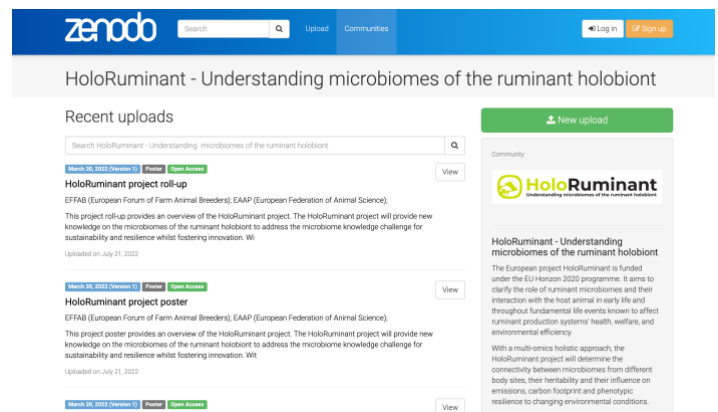 zenodo
Search
Upload
Communities
Log in
Sign up
HoloRuminant - Understanding microbiomes of the ruminant holobiont
Recent uploads
Search HoloRuminant - Understanding microbiomes of the ruminant holobiont
March 30, 2022 (Version 1) Poster Open Access
View
HoloRuminant project roll-up
EFFAB (European Forum of Farm Animal Breeders); EAAP (European Federation of Animal Science);
This project roll-up provides an overview of the HoloRuminant project. The HoloRuminant project will provide new
knowledge on the microbiomes of the ruminant holobiont to address the microbiome knowledge challenge for
sustainability and resilience whilst fostering innovation. Wi
Uploaded on July 21, 2022
March 30, 2022 (Version 1) Poster Open Access
View
HoloRuminant project poster
EFFAB (European Forum of Farm Animal Breeders); EAAP (European Federation of Animal Science);
This project poster provides an overview of the HoloRuminant project. The HoloRuminant project will provide new
knowledge on the microbiomes of the ruminant holobiont to address the microbiome knowledge challenge for
sustainability and resilience whilst fostering innovation. Wit
Uploaded on July 21, 2022
March 30, 2022 (Version 1) Poster Open Access
View
New upload
Community
HoloRuminant
Understanding microbiomes of the ruminant holobiont
HoloRuminant - Understanding
microbiomes of the ruminant holobiont
The European project HoloRuminant is funded
under the EU Horizon 2020 programme. It aims to
clarify the role of ruminant microbiomes and their
interaction with the host animal in early life and
throughout fundamental life events known to affect
ruminant production systems' health, welfare, and
environmental efficiency.
With a multi-omics holistic approach, the
HoloRuminant project will determine the
connectivity between microbiomes from different
body sites, their heritability and their influence on
emissions, carbon footprint and phenotypic
resilience to changing environmental conditions.